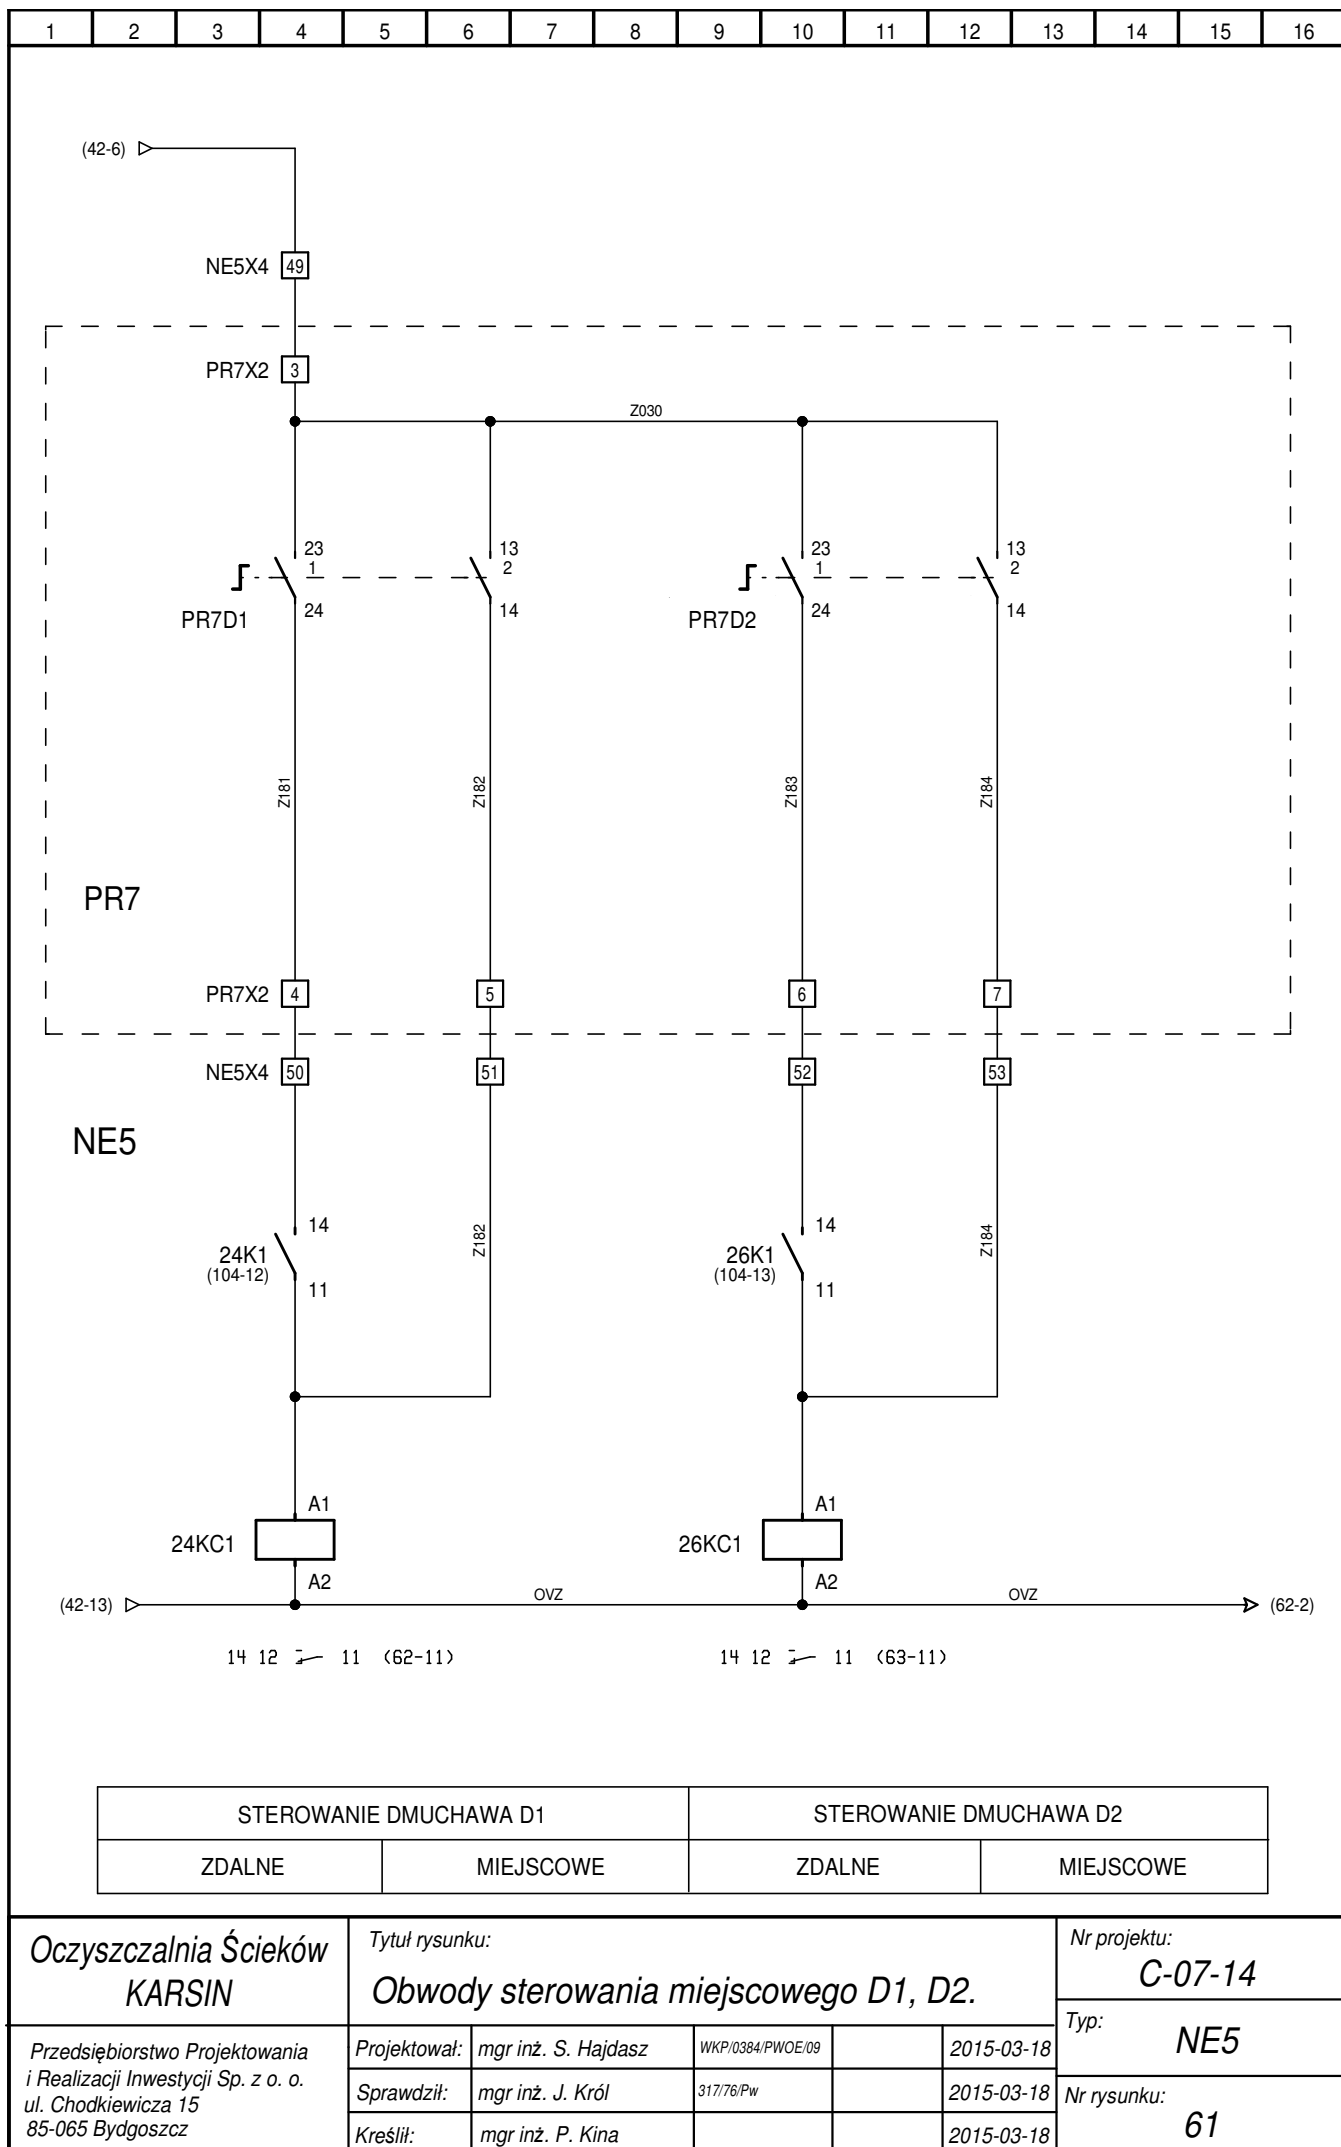 1 2 3 4 5 6 7 8 9 10 11 12 13 14 15 16
(42-6)
NE5X4 49
PR7X2 3
Z030
23 13 23 13
1 2 1 2
PR7D1 24 14 PR7D2 24 14
Z181 Z182 Z183 Z184
PR7
PR7X2 4 5 6 7
NE5X4 50 51 52 53
NE5
14 14
24K1 Z182 26K1 Z184
(104-12) (104-13)
11 11
A1 A1
24KC1 26KC1
A2 A2
(42-13) OVZ OVZ (62-2)
14 12 11 (62-11) 14 12 11 (63-11)
STEROWANIE DMUCHAWA D1 STEROWANIE DMUCHAWA D2
ZDALNE MIEJSCOWE ZDALNE MIEJSCOWE
Oczyszczalnia Ścieków
KARSIN
Tytuł rysunku:
Obwody sterowania miejscowego D1, D2.
Nr projektu:
C-07-14
Typ:
NE5
Nr rysunku:
61
Przedsiębiorstwo Projektowania
i Realizacji Inwestycji Sp. z o. o.
ul. Chodkiewicza 15
85-065 Bydgoszcz
Projektował: mgr inż. S. Hajdasz WKP/0384/PWOE/09 2015-03-18
Sprawdził: mgr inż. J. Król 317/76/Pw 2015-03-18
Kreślił: mgr inż. P. Kina 2015-03-18